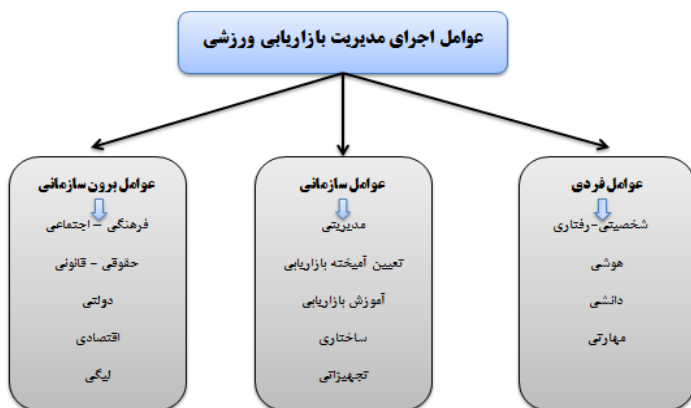 عوامل اجرای مدیریت بازاریابی ورزشی
عوامل فردی
شخصیتی-رفتاری
هوشی
دانشی
مهارتی
عوامل سازمانی
مدیریتی
تعیین آمیخته بازاریابی
آموزش بازاریابی
ساختاری
تجهیزاتی
عوامل برون سازمانی
فرهنگی - اجتماعی
حقوقی - قانونی
دولتی
اقتصادی
لیگی